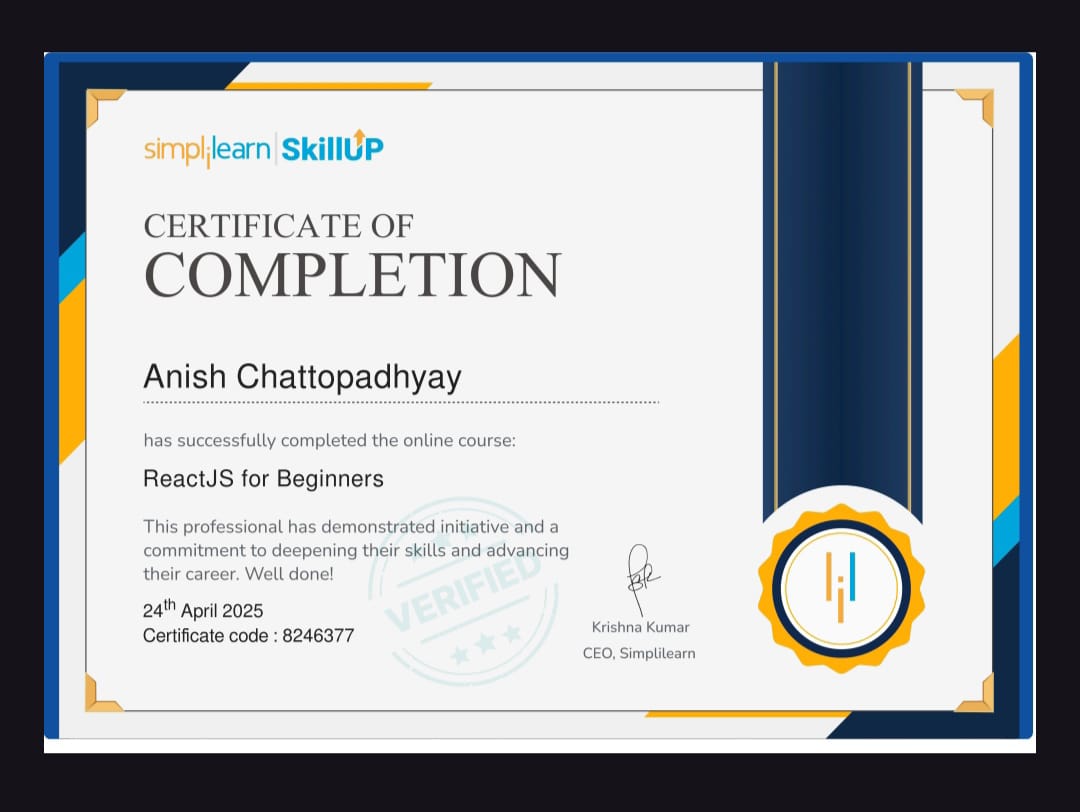 simplilearn | SkillUP
CERTIFICATE OF
COMPLETION
Anish Chattopadhyay
has successfully completed the online course:
ReactJS for Beginners
This professional has demonstrated initiative and a
commitment to deepening their skills and advancing
their career. Well done!
24th April 2025
Certificate code : 8246377
VERIFIED
Krishna Kumar
CEO, Simplilearn